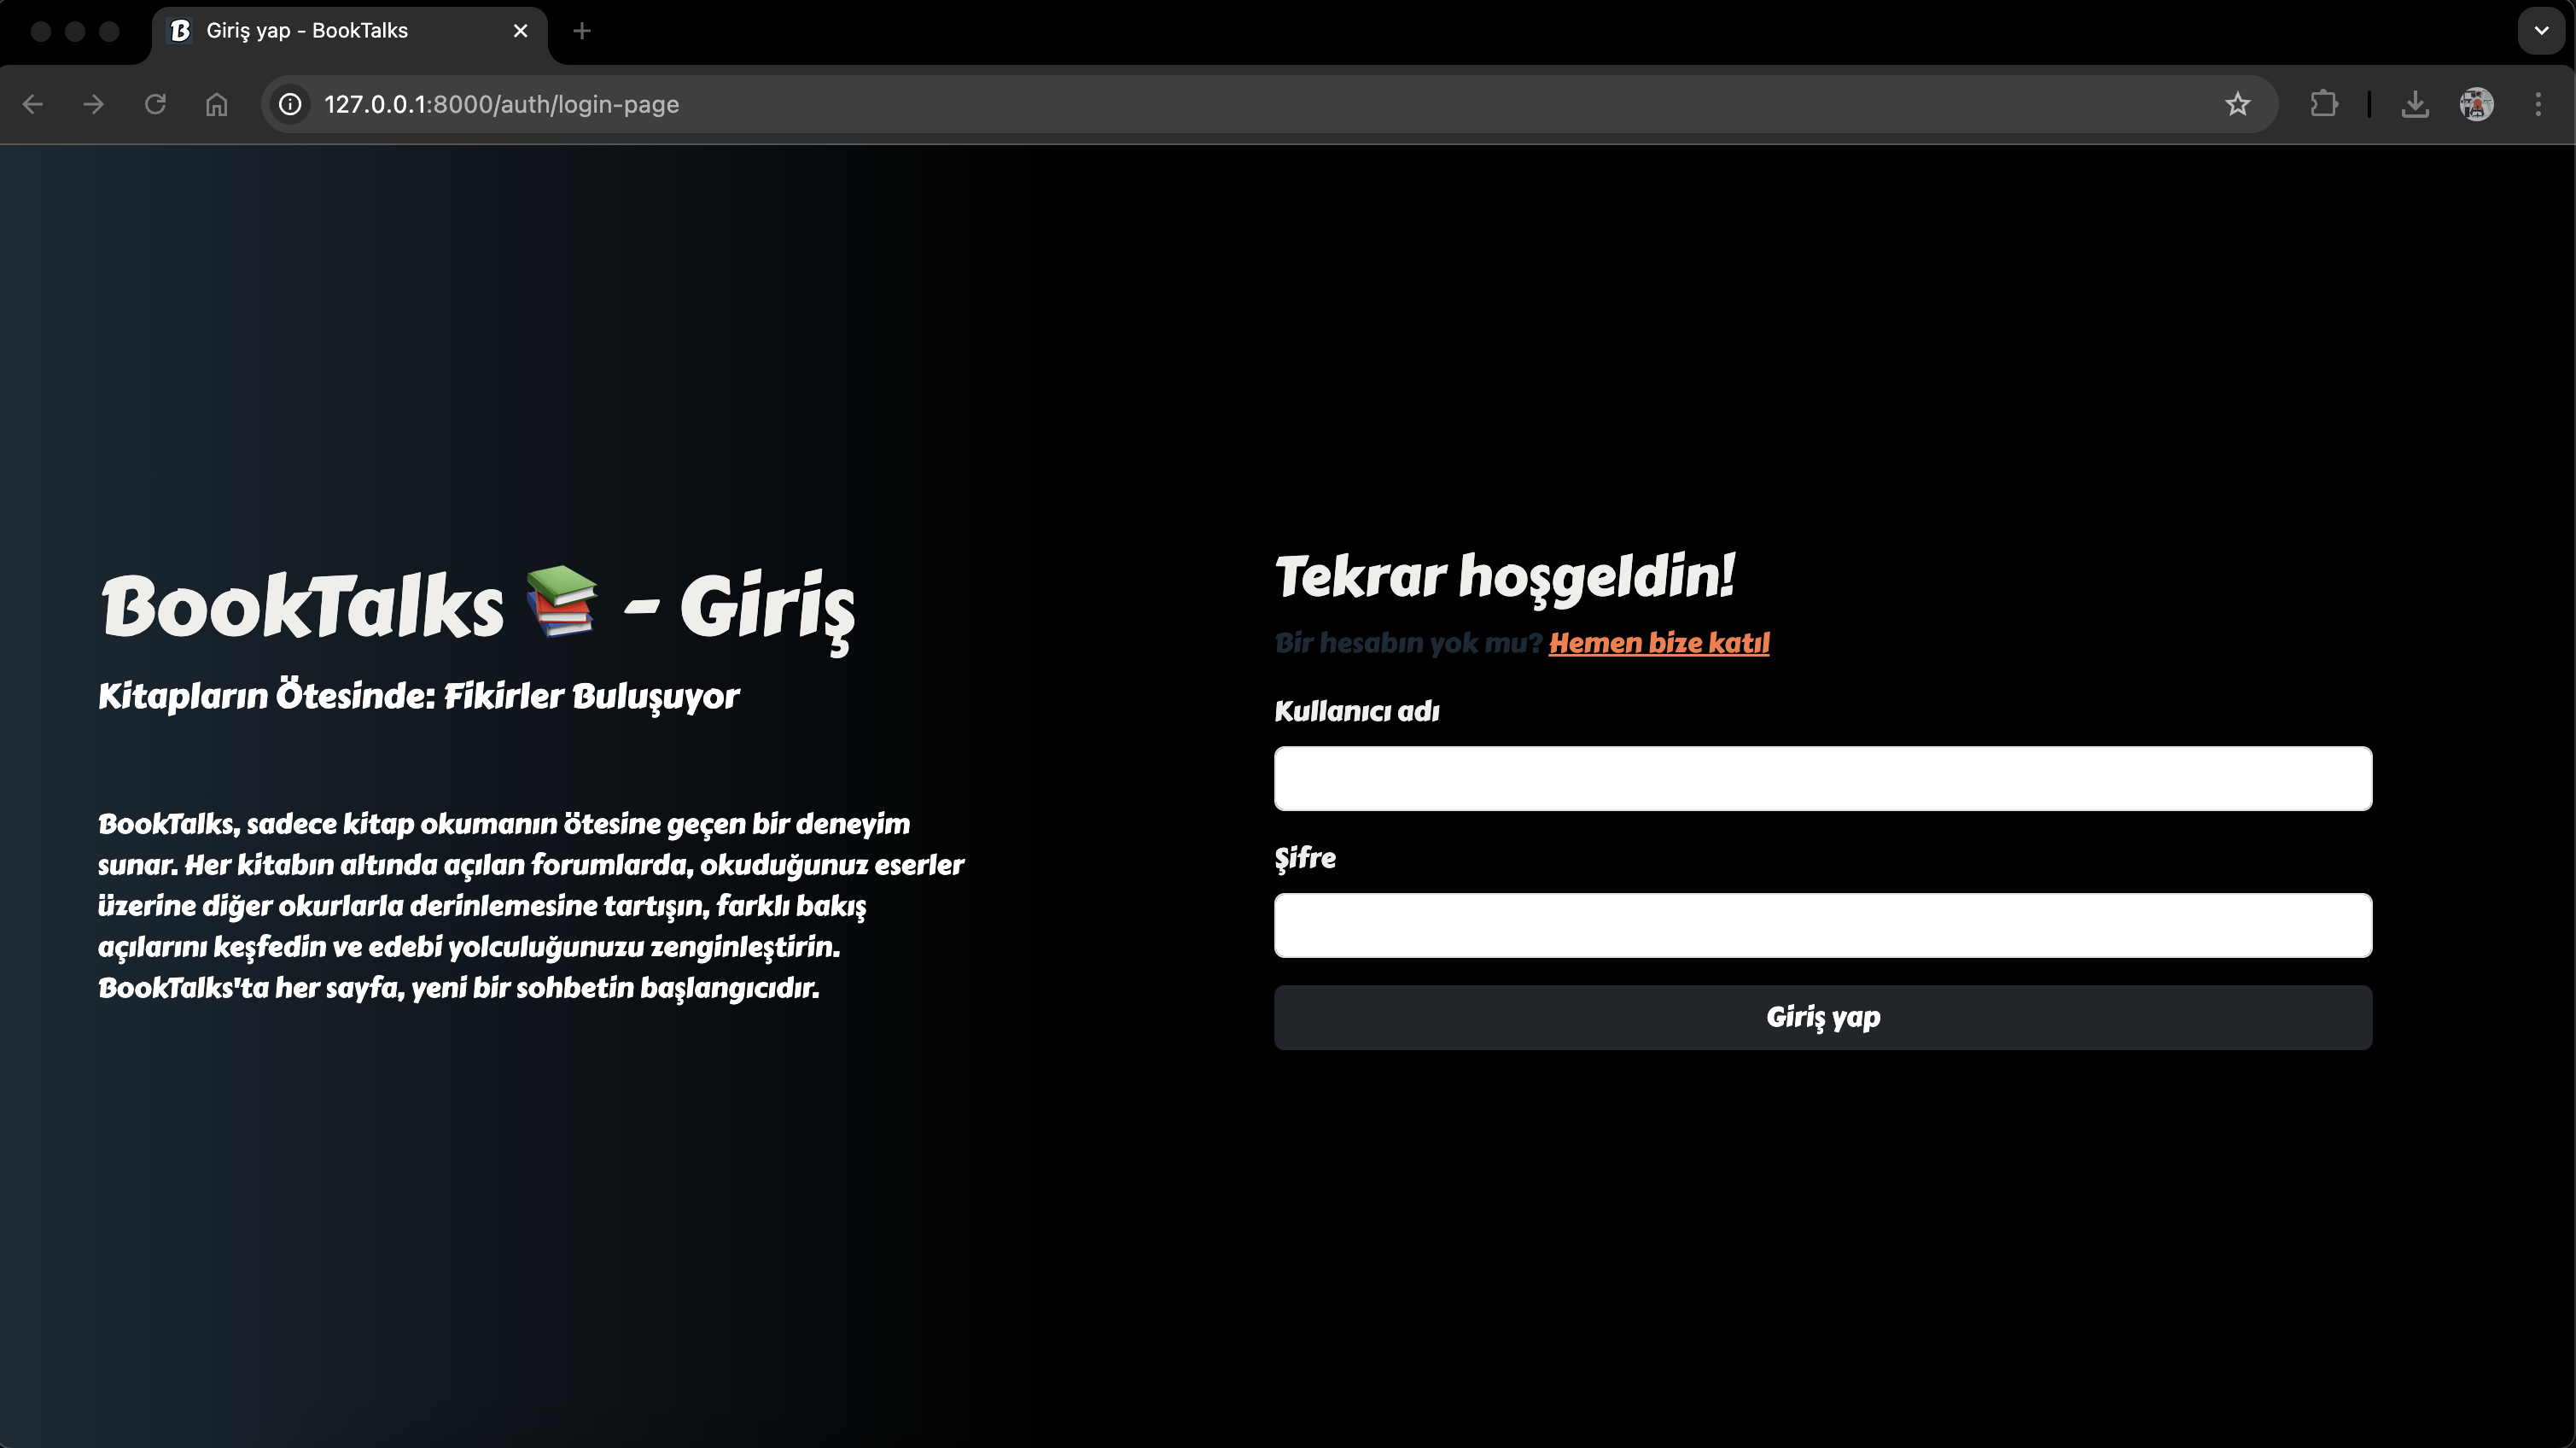 B Giriş yap - BookTalks
127.0.0.1:8000/auth/login-page
BookTalks 📚 - Giriş
Kitapların Ötesinde: Fikirler Buluşuyor
BookTalks, sadece kitap okumanın ötesine geçen bir deneyim
sunar. Her kitabın altında açılan forumlarda, okuduğunuz eserler
üzerine diğer okurlarla derinlemesine tartışın, farklı bakış
açılarını keşfedin ve edebi yolculuğunuzu zenginleştirin.
BookTalks'ta her sayfa, yeni bir sohbetin başlangıcıdır.
Tekrar hoşgeldin!
Bir hesabın yok mu? Hemen bize katıl
Kullanıcı adı
Şifre
Giriş yap